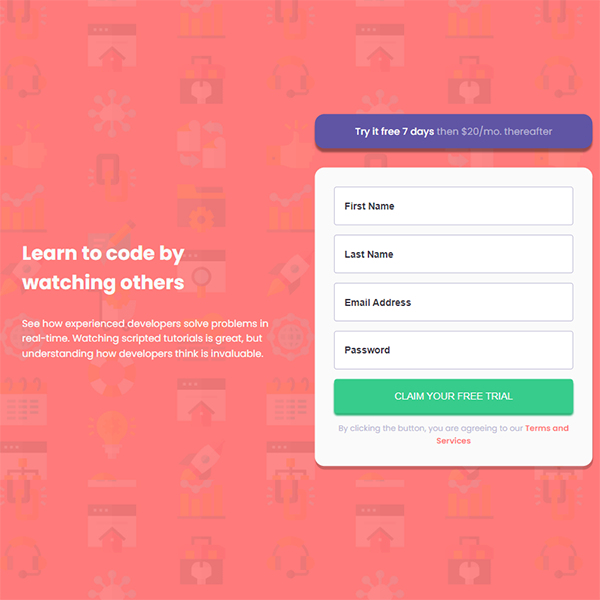 Learn to code by
watching others
See how experienced developers solve problems in
real-time. Watching scripted tutorials is great, but
understanding how developers think is invaluable.
Try it free 7 days then $20/mo. thereafter
First Name
Last Name
Email Address
Password
CLAIM YOUR FREE TRIAL
By clicking the button, you are agreeing to our Terms and
Services